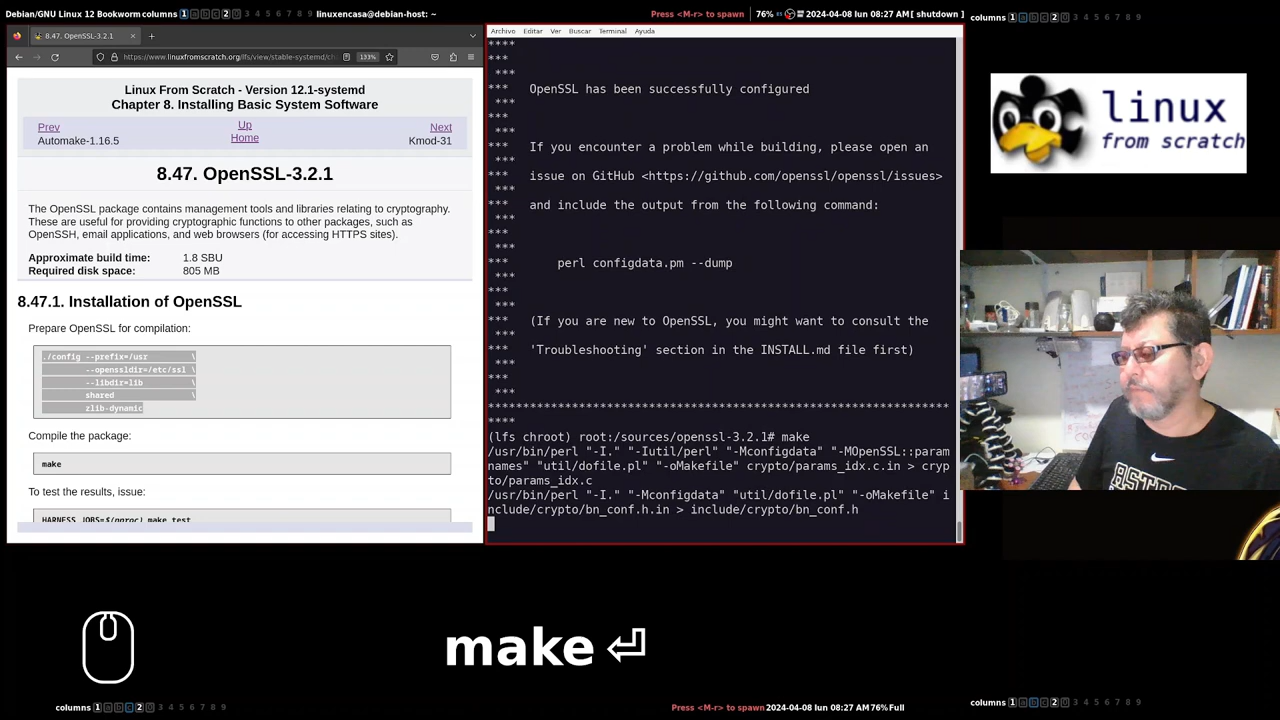 Debian/GNU Linux 12 Bookworm columns 1 a b c 2 0 3 4 5 6 7 8 9 linuxencasa@debian-host: ~
Press <M-r> to spawn 76% 2024-04-08 lun 08:27 AM [ shutdown ]
columns 1 a b c 2 0 3 4 5 6 7 8 9
8.47. OpenSSL-3.2.1
https://www.linuxfromscratch.org/lfs/view/stable-systemd/ch
133%
Linux From Scratch - Version 12.1-systemd
Chapter 8. Installing Basic System Software
Prev Up Next
Automake-1.16.5 Home Kmod-31
8.47. OpenSSL-3.2.1
The OpenSSL package contains management tools and libraries relating to cryptography.
These are useful for providing cryptographic functions to other packages, such as
OpenSSH, email applications, and web browsers (for accessing HTTPS sites).
Approximate build time: 1.8 SBU
Required disk space: 805 MB
8.47.1. Installation of OpenSSL
Prepare OpenSSL for compilation:
./config --prefix=/usr \
--openssldir=/etc/ssl \
--libdir=lib \
shared \
zlib-dynamic
Compile the package:
make
To test the results, issue:
HARNESS_JOBS=$(nproc) make test
Archivo Editar Ver Buscar Terminal Ayuda
****
***
***
*** OpenSSL has been successfully configured
***
***
***
*** If you encounter a problem while building, please open an
***
*** issue on GitHub <https://github.com/openssl/openssl/issues>
***
*** and include the output from the following command:
***
***
***
*** perl configdata.pm --dump
***
***
***
*** (If you are new to OpenSSL, you might want to consult the
***
*** 'Troubleshooting' section in the INSTALL.md file first)
***
***
***
*******************************************************************
****
(lfs chroot) root:/sources/openssl-3.2.1# make
/usr/bin/perl "-I." "-Iutil/perl" "-Mconfigdata" "-MOpenSSL::param
names" "util/dofile.pl" "-oMakefile" crypto/params_idx.c.in > cryp
to/params_idx.c
/usr/bin/perl "-I." "-Mconfigdata" "util/dofile.pl" "-oMakefile" i
nclude/crypto/bn_conf.h.in > include/crypto/bn_conf.h
linux
from scratch
make ⏎
columns 1 a b c 2 0 3 4 5 6 7 8 9
Press <M-r> to spawn 2024-04-08 lun 08:27 AM 76% Full
columns 1 a b c 2 0 3 4 5 6 7 8 9